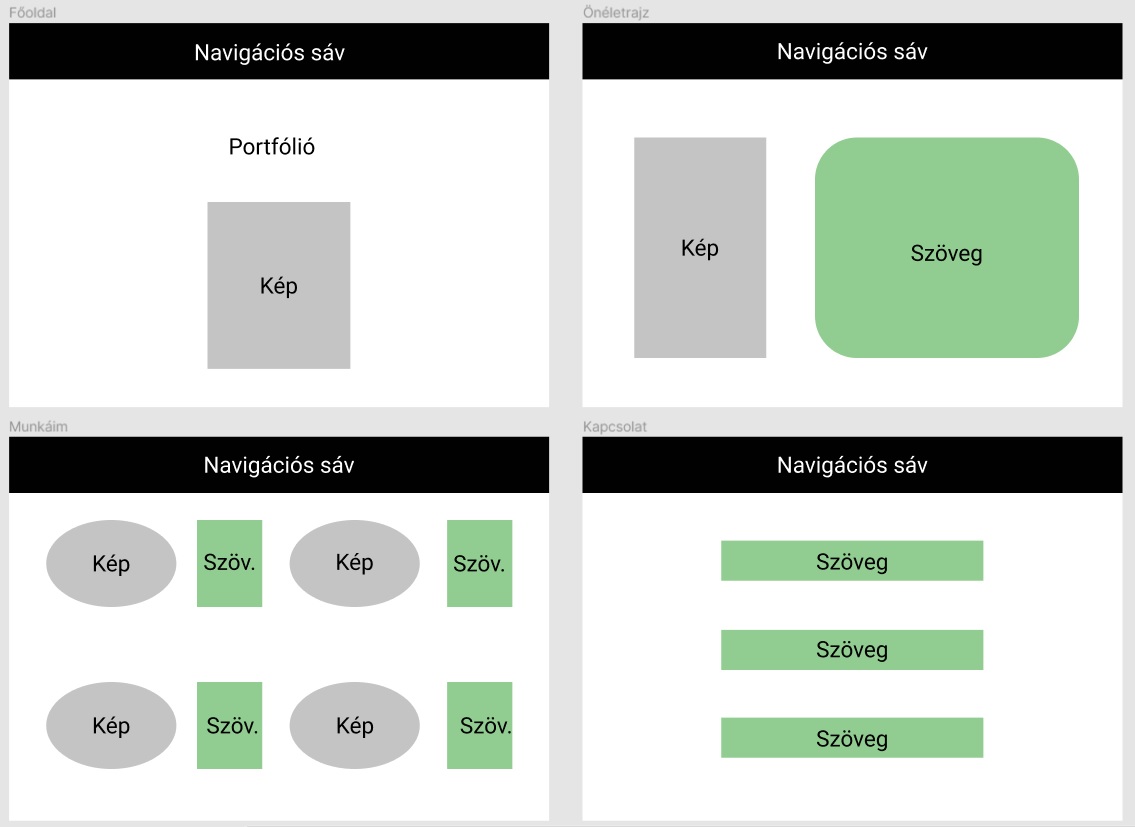 Főoldal
Navigációs sáv
Portfólió
Kép
Önéletrajz
Navigációs sáv
Kép
Szöveg
Munkáim
Navigációs sáv
Kép
Szöv.
Kép
Szöv.
Kép
Szöv.
Kép
Szöv.
Kapcsolat
Navigációs sáv
Szöveg
Szöveg
Szöveg